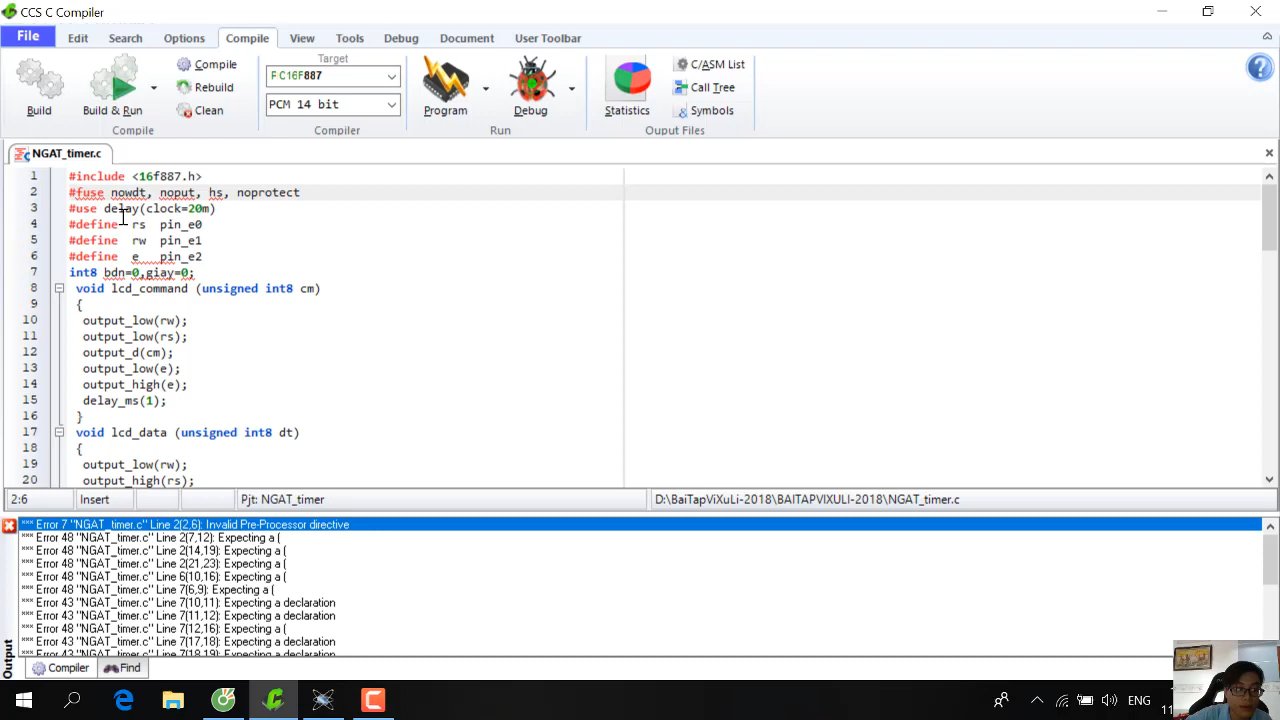 CCS C Compiler
File Edit Search Options Compile View Tools Debug Document User Toolbar
Build
Build & Run
Compile
Rebuild
Clean
Compile
Target
PIC16F887
PCM 14 bit
Compiler
Program
Debug
Run
Statistics
C/ASM List
Call Tree
Symbols
Ouput Files
NGAT_timer.c
1 #include <16f887.h>
2 #fuse nowdt, noput, hs, noprotect
3 #use delay(clock=20m)
4 #define rs pin_e0
5 #define rw pin_e1
6 #define e pin_e2
7 int8 bdn=0,giay=0;
8 void lcd_command (unsigned int8 cm)
9 {
10 output_low(rw);
11 output_low(rs);
12 output_d(cm);
13 output_low(e);
14 output_high(e);
15 delay_ms(1);
16 }
17 void lcd_data (unsigned int8 dt)
18 {
19 output_low(rw);
20 output_high(rs);
2:6 Insert Pjt: NGAT_timer D:\BaiTapViXuLi-2018\BAITAPVIXULI-2018\NGAT_timer.c
*** Error 7 "NGAT_timer.c" Line 2(2,6): Invalid Pre-Processor directive
*** Error 48 "NGAT_timer.c" Line 2(7,12): Expecting a (
*** Error 48 "NGAT_timer.c" Line 2(14,19): Expecting a (
*** Error 48 "NGAT_timer.c" Line 2(21,23): Expecting a (
*** Error 48 "NGAT_timer.c" Line 6(10,16): Expecting a (
*** Error 48 "NGAT_timer.c" Line 7(6,9): Expecting a (
*** Error 43 "NGAT_timer.c" Line 7(10,11): Expecting a declaration
*** Error 43 "NGAT_timer.c" Line 7(11,12): Expecting a declaration
*** Error 48 "NGAT_timer.c" Line 7(12,16): Expecting a (
*** Error 43 "NGAT_timer.c" Line 7(17,18): Expecting a declaration
*** Error 43 "NGAT_timer.c" Line 7(18,19): Expecting a declaration
Output
Compiler Find
ENG